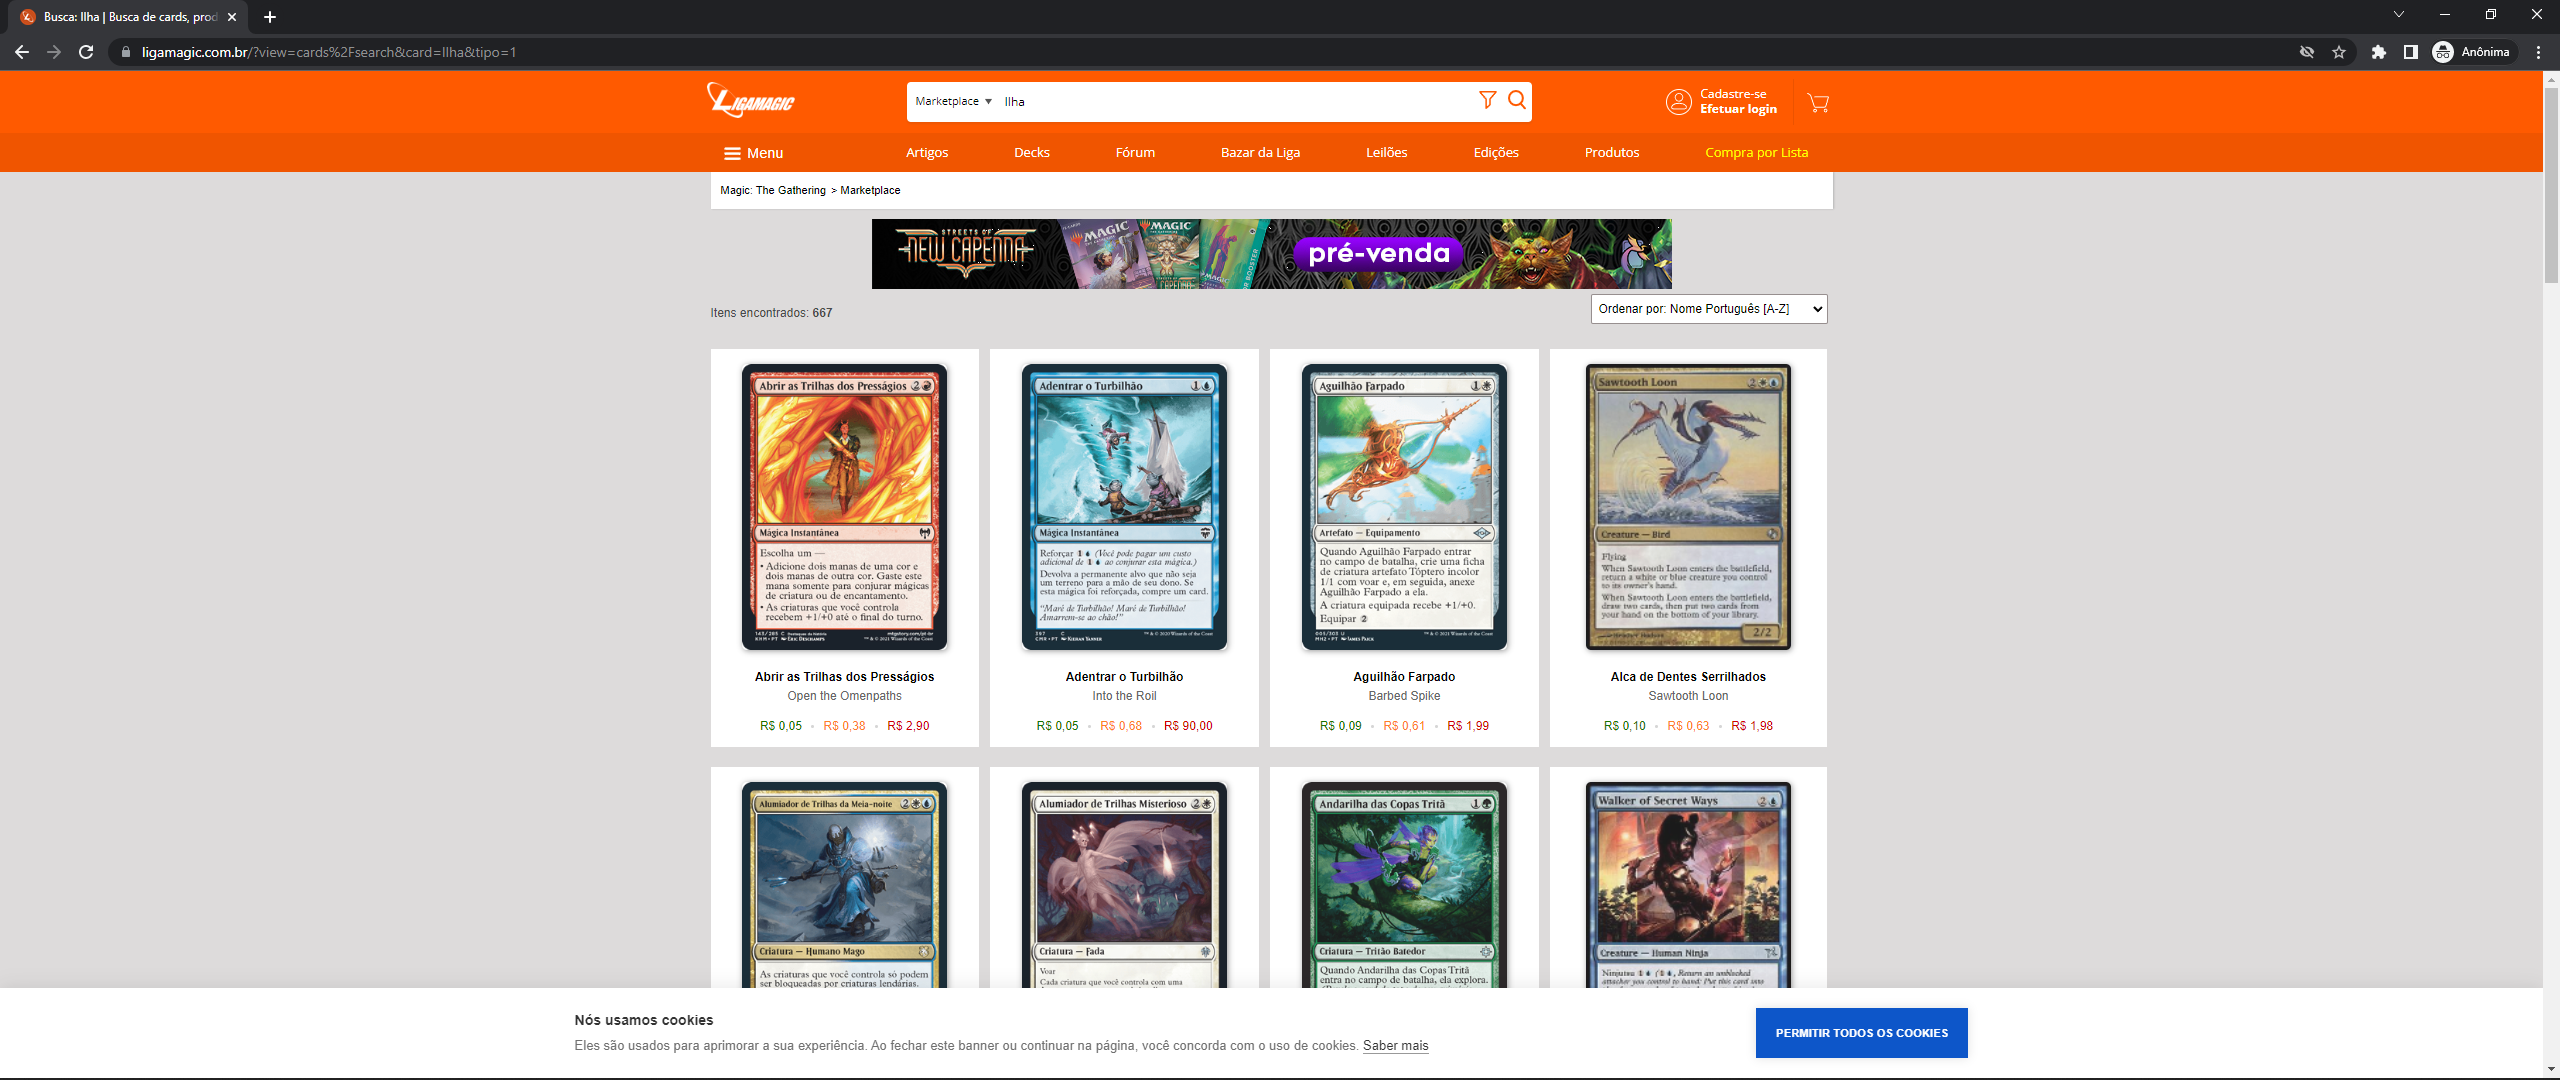 Busca: Ilha | Busca de cards, prod
ligamagic.com.br/?view=cards%2Fsearch&card=Ilha&tipo=1
Anônima
LIGAMAGIC
Marketplace
Ilha
Cadastre-se
Efetuar login
Menu
Artigos
Decks
Fórum
Bazar da Liga
Leilões
Edições
Produtos
Compra por Lista
Magic: The Gathering > Marketplace
STREETS OF
NEW CAPENNA
MAGIC
MAGIC
pré-venda
Itens encontrados: 667
Ordenar por: Nome Português [A-Z]
Abrir as Trilhas dos Presságios
Mágica Instantânea
Escolha um —
• Adicione dois manas de uma cor e
dois manas de outra cor. Gaste este
mana somente para conjurar mágicas
de criatura ou de encantamento.
• As criaturas que você controla
recebem +1/+0 até o final do turno.
Abrir as Trilhas dos Presságios
Open the Omenpaths
R$ 0,05 • R$ 0,38 • R$ 2,90
Adentrar o Turbilhão
Mágica Instantânea
Reforçar (Você pode pagar um custo
adicional de ao conjurar esta mágica.)
Devolva a permanente alvo que não seja
um terreno para a mão de seu dono. Se
esta mágica foi reforçada, compre um card.
"Maré de Turbilhão! Maré de Turbilhão!
Amarrem-se ao chão!"
Adentrar o Turbilhão
Into the Roil
R$ 0,05 • R$ 0,68 • R$ 90,00
Aguilhão Farpado
Artefato — Equipamento
Quando Aguilhão Farpado entrar
no campo de batalha, crie uma ficha
de criatura artefato Tóptero incolor
1/1 com voar e, em seguida, anexe
Aguilhão Farpado a ela.
A criatura equipada recebe +1/+0.
Equipar 2
Aguilhão Farpado
Barbed Spike
R$ 0,09 • R$ 0,61 • R$ 1,99
Sawtooth Loon
Creature — Bird
Flying
When Sawtooth Loon enters the battlefield,
return a white or blue creature you control
to its owner's hand.
When Sawtooth Loon enters the battlefield,
draw two cards, then put two cards from
your hand on the bottom of your library.
2/2
Alca de Dentes Serrilhados
Sawtooth Loon
R$ 0,10 • R$ 0,63 • R$ 1,98
Alumiador de Trilhas da Meia-noite
Criatura — Humano Mago
As criaturas que você controla só podem
ser bloqueadas por criaturas lendárias.
Alumiador de Trilhas Misterioso
Criatura — Fada
Voar
Cada criatura que você controla com uma
Andarilha das Copas Tritã
Criatura — Tritão Batedor
Quando Andarilha das Copas Tritã
entra no campo de batalha, ela explora.
Walker of Secret Ways
Creature — Human Ninja
Ninjutsu (Return an unblocked
attacker you control to hand: Put this card into
Nós usamos cookies
Eles são usados para aprimorar a sua experiência. Ao fechar este banner ou continuar na página, você concorda com o uso de cookies. Saber mais
PERMITIR TODOS OS COOKIES